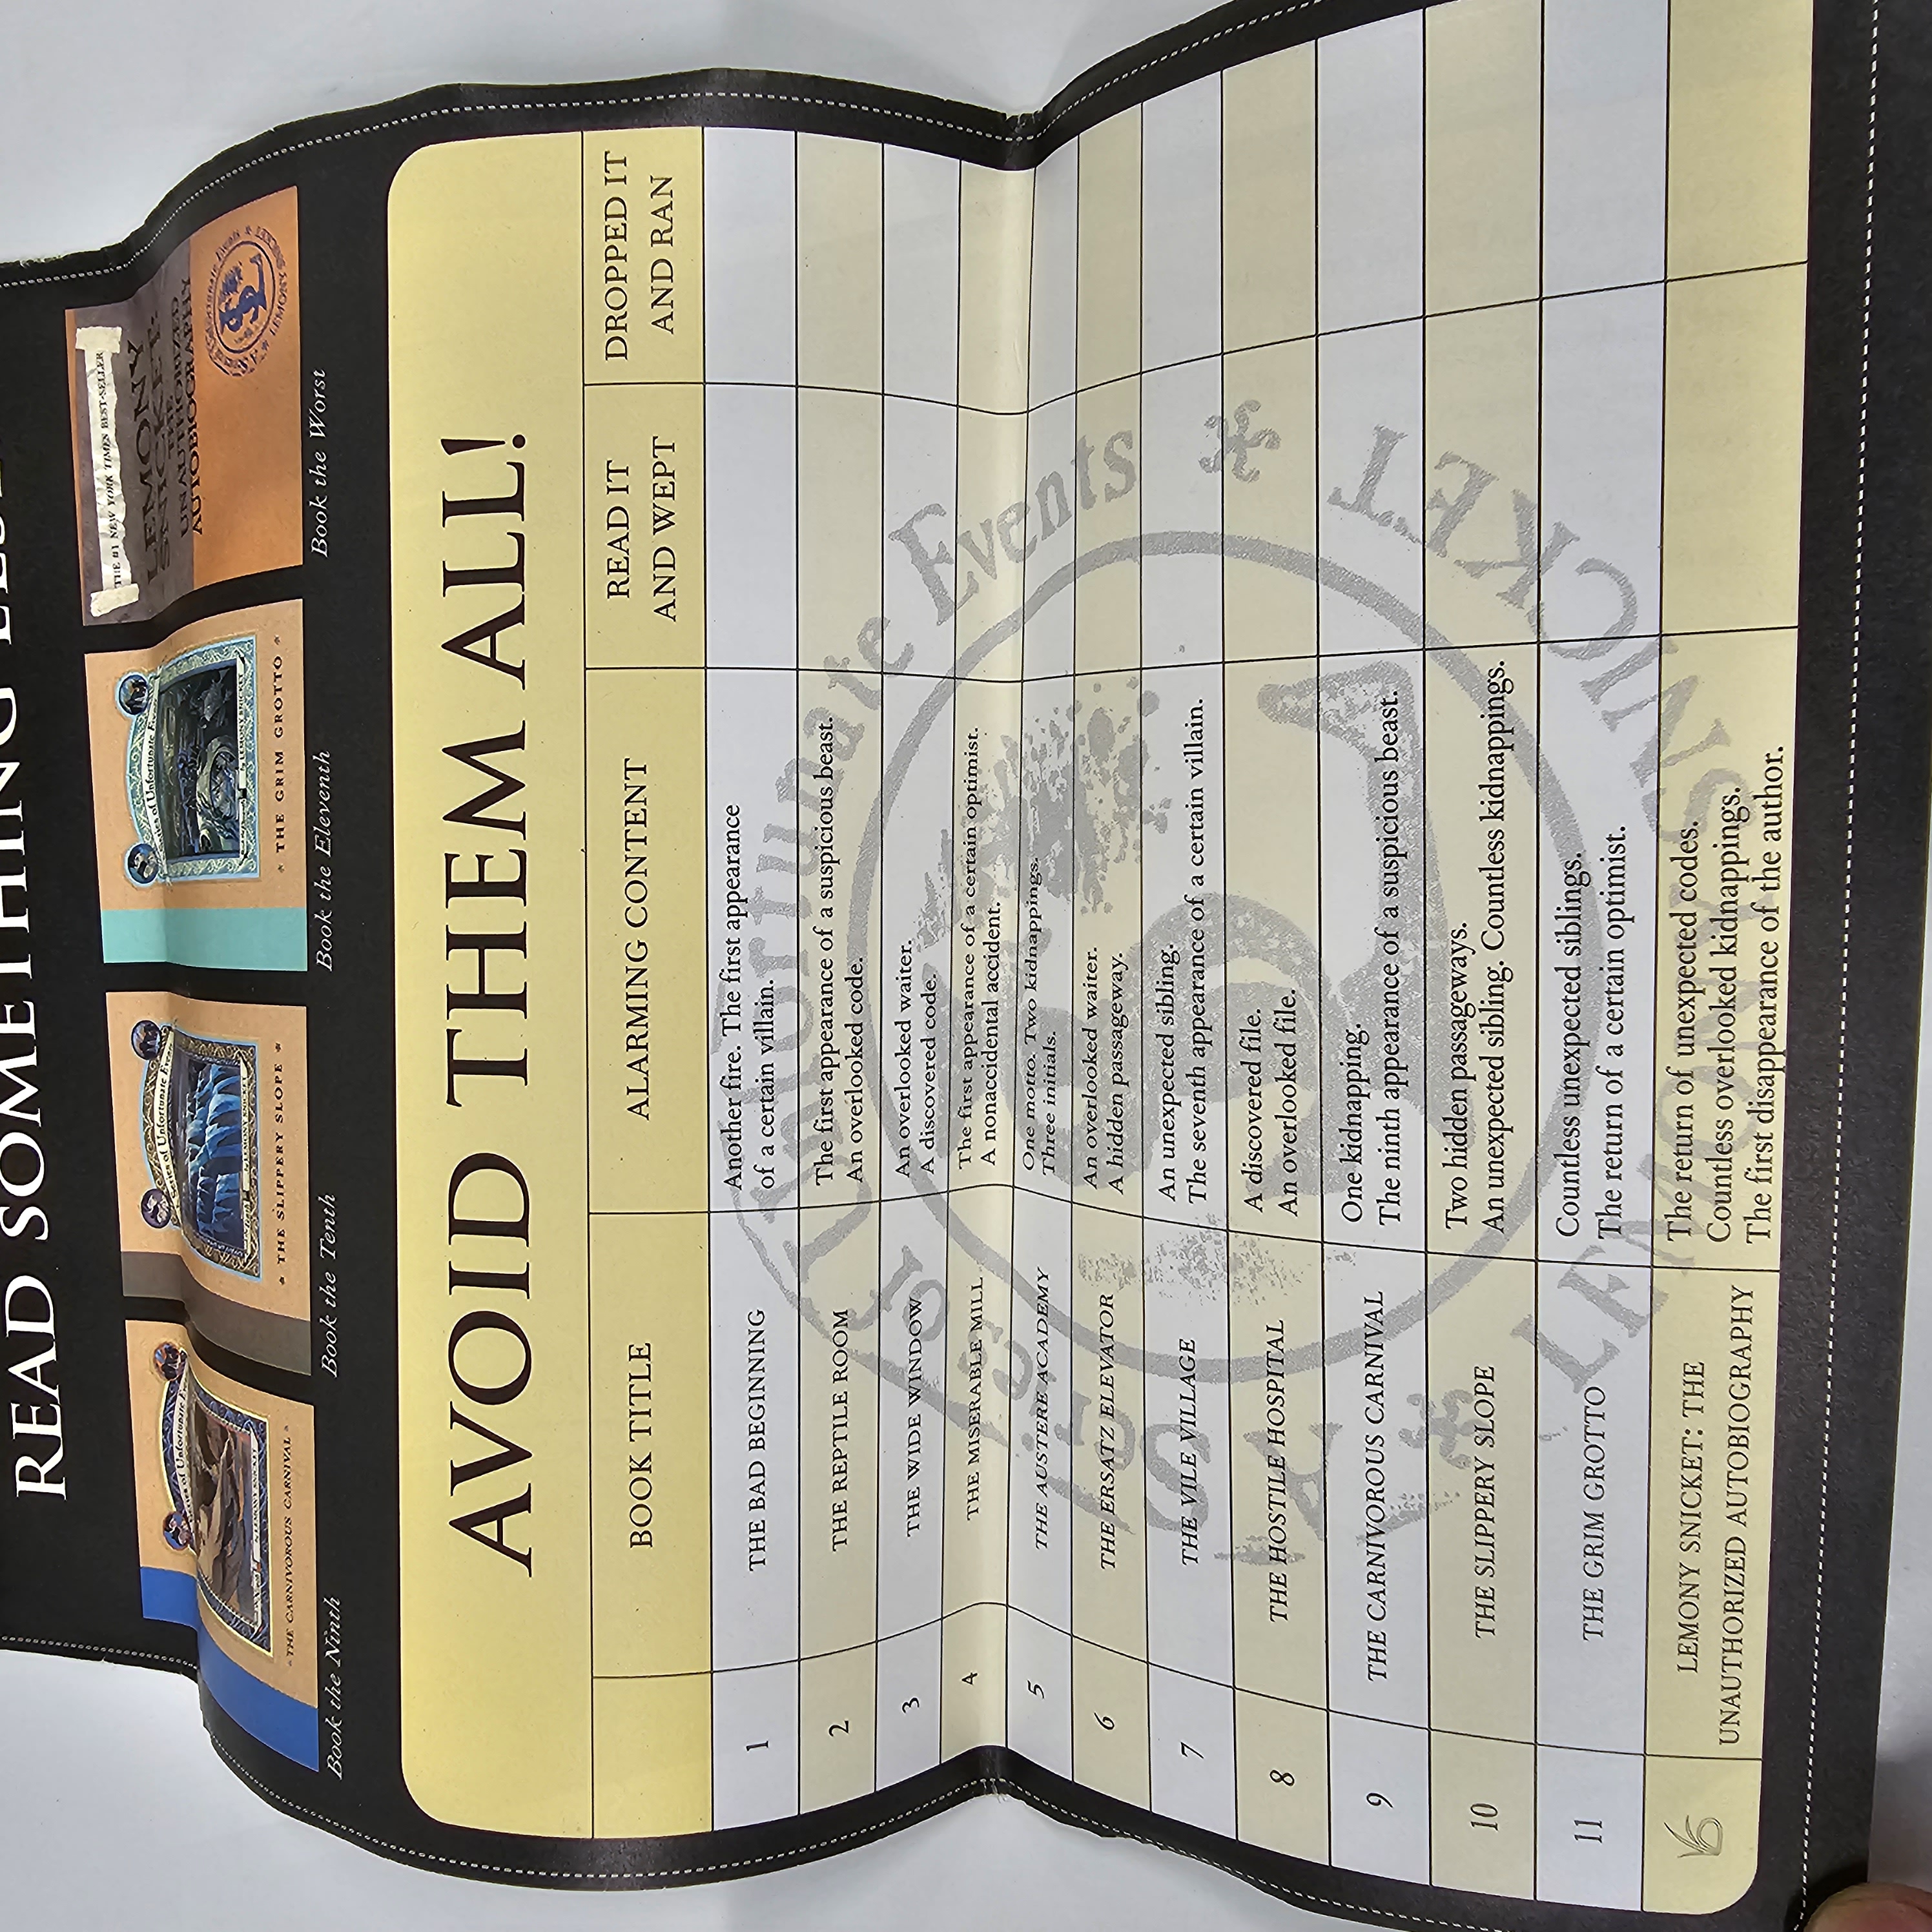 READ SOMETHING ELSE
A Series of Unfortunate Events
by LEMONY SNICKET
* THE CARNIVOROUS CARNIVAL *
Book the Ninth
A Series of Unfortunate Events
by LEMONY SNICKET
* THE SLIPPERY SLOPE *
Book the Tenth
A Series of Unfortunate Events
by LEMONY SNICKET
* THE GRIM GROTTO *
Book the Eleventh
THE #1 NEW YORK TIMES BEST-SELLER
LEMONY
SNICKET:
THE
UNAUTHORIZED
AUTOBIOGRAPHY
LEMONY SNICKET
Book the Worst
AVOID THEM ALL!
BOOK TITLE ALARMING CONTENT READ IT AND WEPT DROPPED IT AND RAN
1 THE BAD BEGINNING Another fire. The first appearance
of a certain villain.
2 THE REPTILE ROOM The first appearance of a suspicious beast.
An overlooked code.
3 THE WIDE WINDOW An overlooked waiter.
A discovered code.
4 THE MISERABLE MILL The first appearance of a certain optimist.
A nonaccidental accident.
5 THE AUSTERE ACADEMY One motto. Two kidnappings.
Three initials.
6 THE ERSATZ ELEVATOR An overlooked waiter.
A hidden passageway.
7 THE VILE VILLAGE An unexpected sibling.
The seventh appearance of a certain villain.
8 THE HOSTILE HOSPITAL A discovered file.
An overlooked file.
9 THE CARNIVOROUS CARNIVAL One kidnapping.
The ninth appearance of a suspicious beast.
10 THE SLIPPERY SLOPE Two hidden passageways.
An unexpected sibling. Countless kidnappings.
11 THE GRIM GROTTO Countless unexpected siblings.
The return of a certain optimist.
LEMONY SNICKET: THE
UNAUTHORIZED AUTOBIOGRAPHY
The return of unexpected codes.
Countless overlooked kidnappings.
The first disappearance of the author.
A Series of Unfortunate Events
LEMONY SNICKET